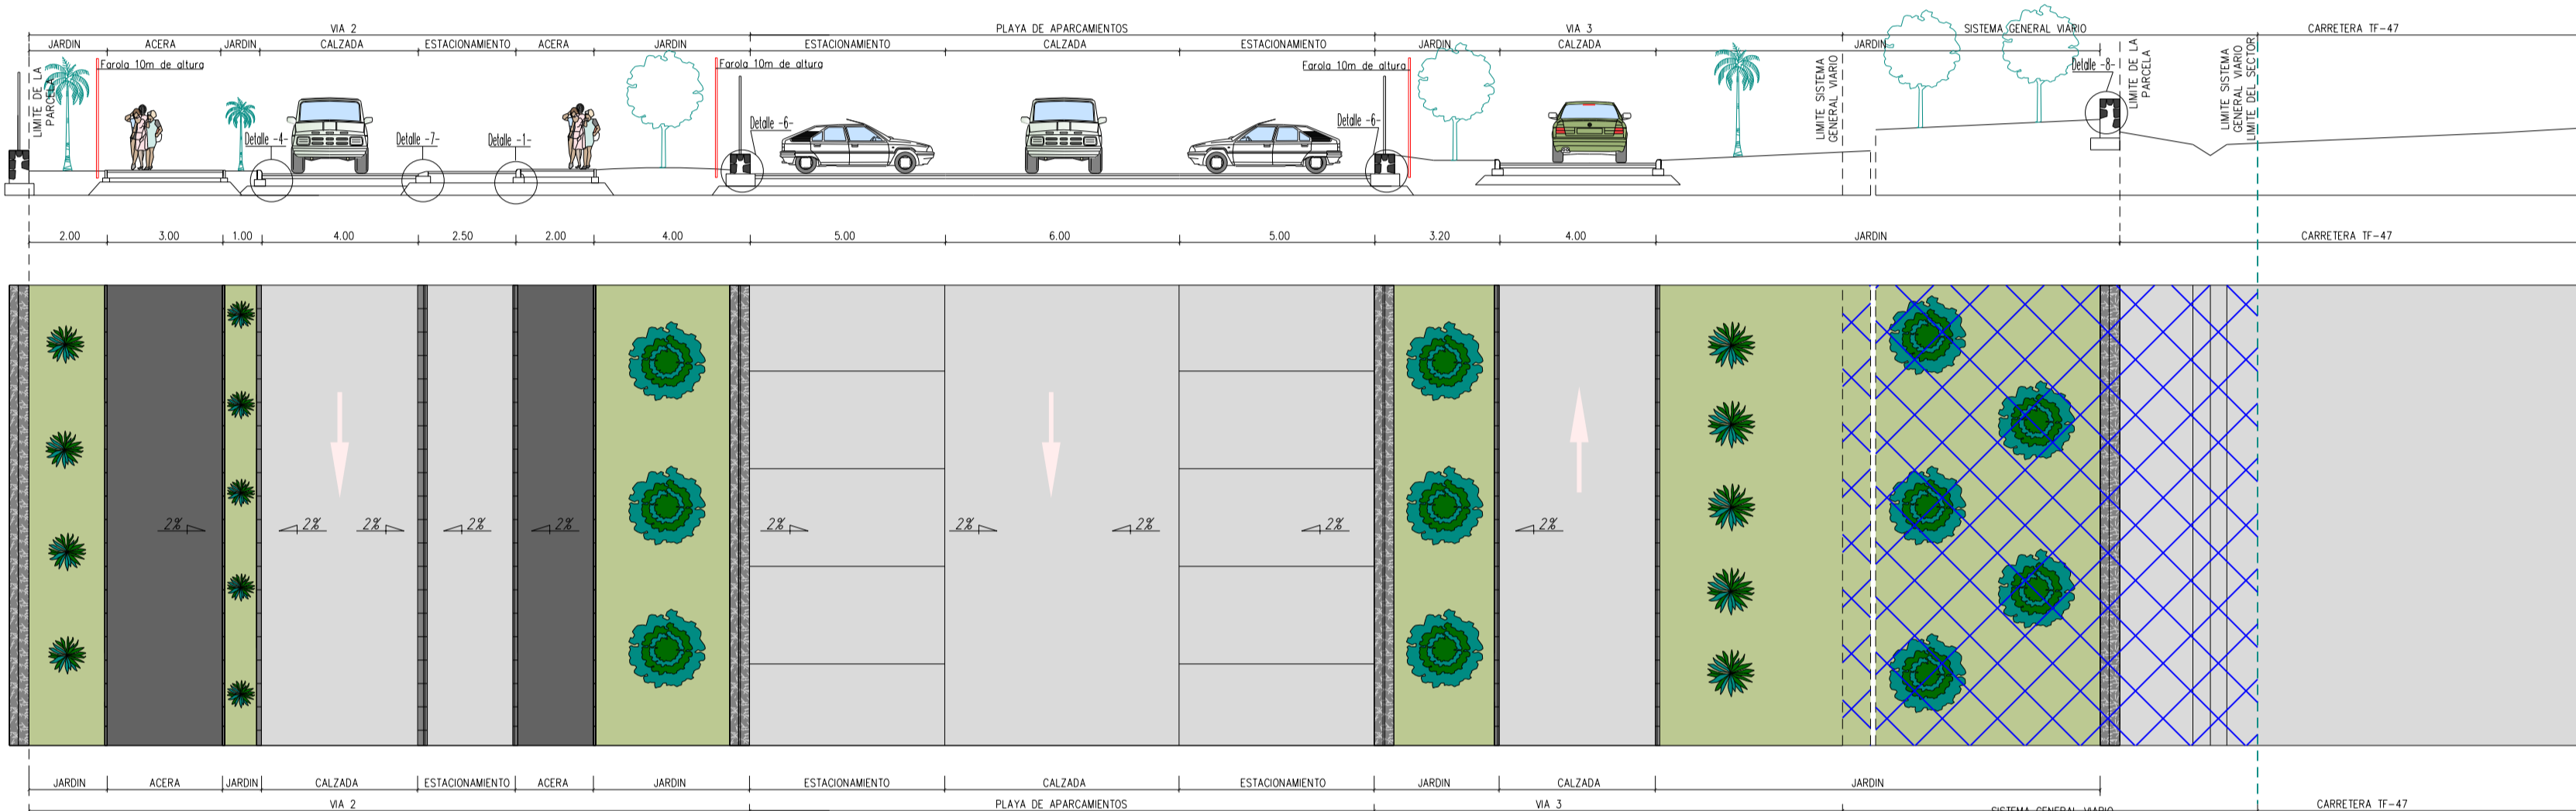 VIA 2 PLAYA DE APARCAMIENTOS VIA 3 SISTEMA GENERAL VIARIO CARRETERA TF-47
JARDIN ACERA JARDIN CALZADA ESTACIONAMIENTO ACERA JARDIN ESTACIONAMIENTO CALZADA ESTACIONAMIENTO JARDIN CALZADA JARDIN
Farola 10m de altura Farola 10m de altura Farola 10m de altura
LIMITE DE LA
PARCELA
LIMITE SISTEMA
GENERAL VIARIO
LIMITE DE LA
PARCELA
LIMITE SISTEMA
GENERAL VIARIO
LIMITE DEL SECTOR
Detalle -8-
Detalle -4- Detalle -7- Detalle -1- Detalle -6- Detalle -6-
2.00 3.00 1.00 4.00 2.50 2.00 4.00 5.00 6.00 5.00 3.20 4.00 JARDIN CARRETERA TF-47
2% 2% 2% 2% 2% 2% 2% 2% 2% 2%
JARDIN ACERA JARDIN CALZADA ESTACIONAMIENTO ACERA JARDIN ESTACIONAMIENTO CALZADA ESTACIONAMIENTO JARDIN CALZADA JARDIN
VIA 2 PLAYA DE APARCAMIENTOS VIA 3 SISTEMA GENERAL VIARIO CARRETERA TF-47